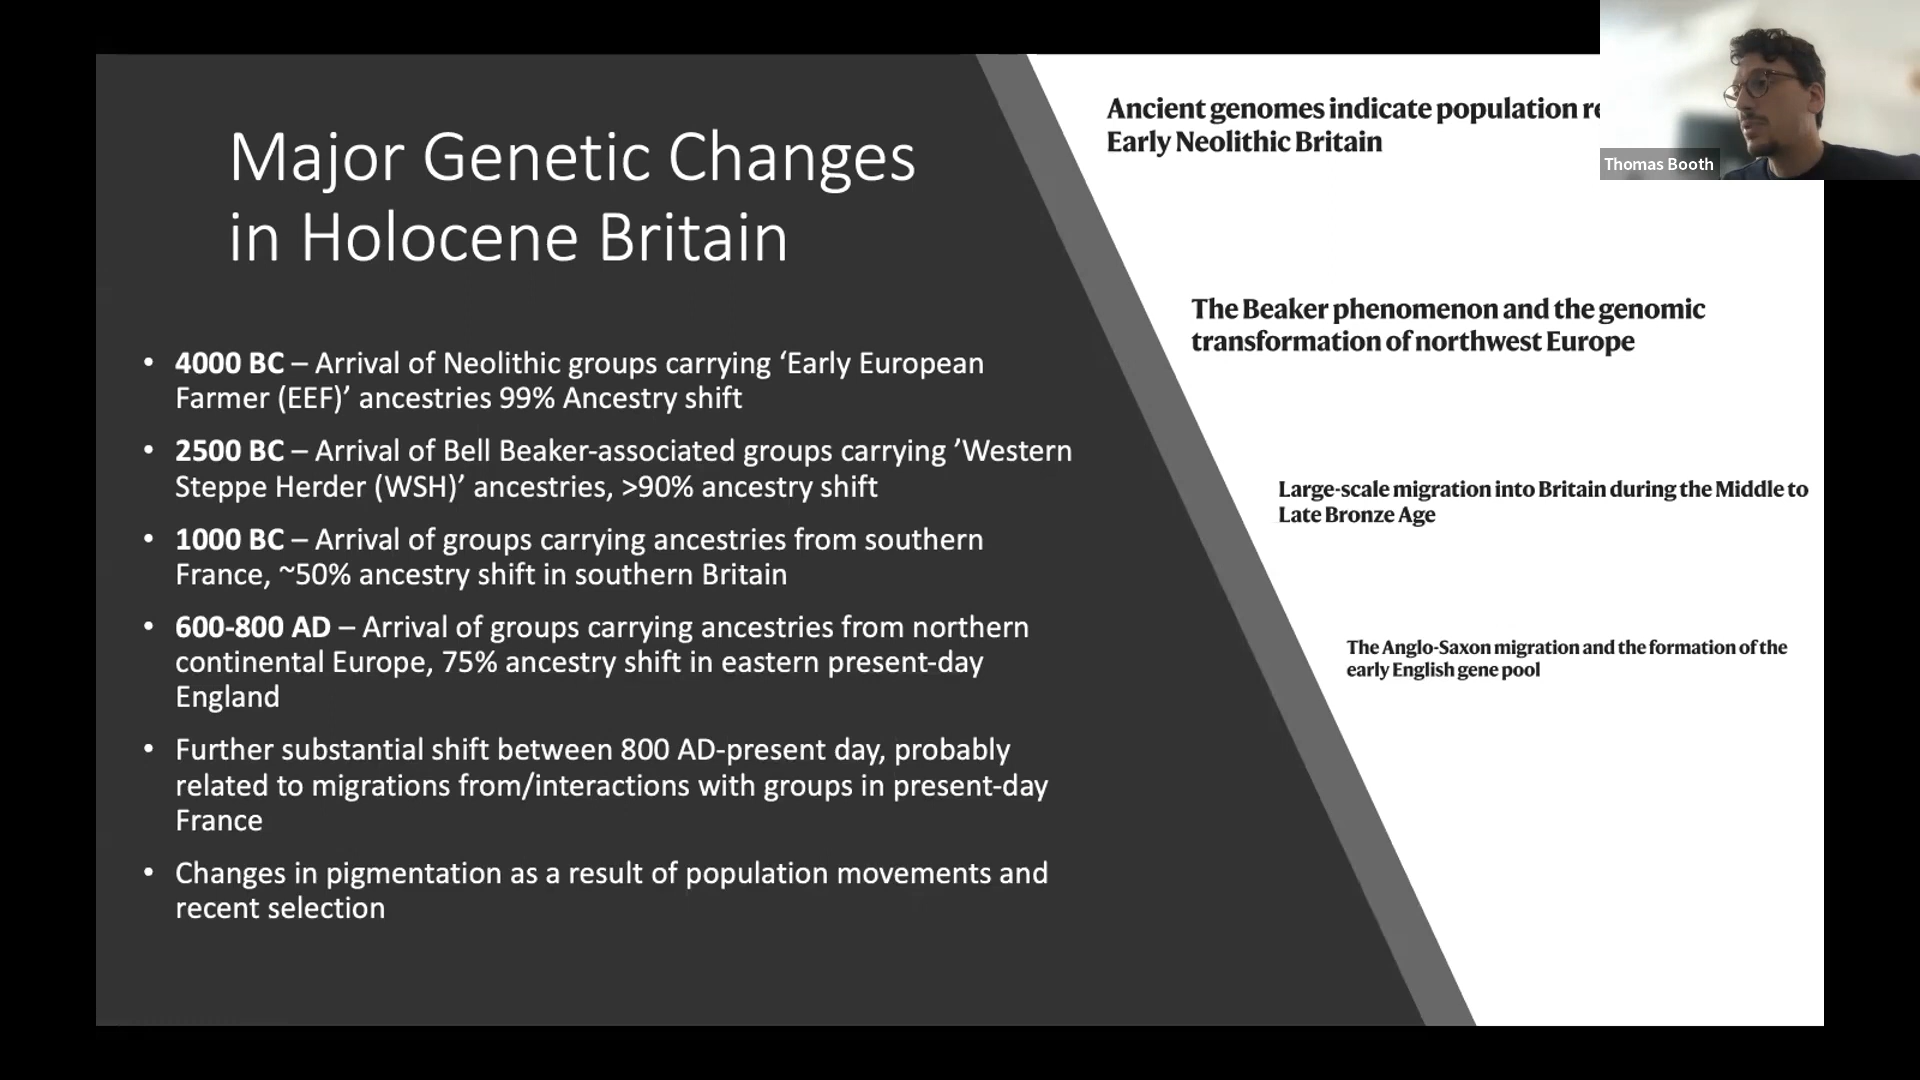 Major Genetic Changes
in Holocene Britain
• 4000 BC – Arrival of Neolithic groups carrying ‘Early European
Farmer (EEF)’ ancestries 99% Ancestry shift
• 2500 BC – Arrival of Bell Beaker-associated groups carrying ’Western
Steppe Herder (WSH)’ ancestries, >90% ancestry shift
• 1000 BC – Arrival of groups carrying ancestries from southern
France, ~50% ancestry shift in southern Britain
• 600-800 AD – Arrival of groups carrying ancestries from northern
continental Europe, 75% ancestry shift in eastern present-day
England
• Further substantial shift between 800 AD-present day, probably
related to migrations from/interactions with groups in present-day
France
• Changes in pigmentation as a result of population movements and
recent selection
Ancient genomes indicate population
Early Neolithic Britain
The Beaker phenomenon and the genomic
transformation of northwest Europe
Large-scale migration into Britain during the Middle to
Late Bronze Age
The Anglo-Saxon migration and the formation of the
early English gene pool
Thomas Booth